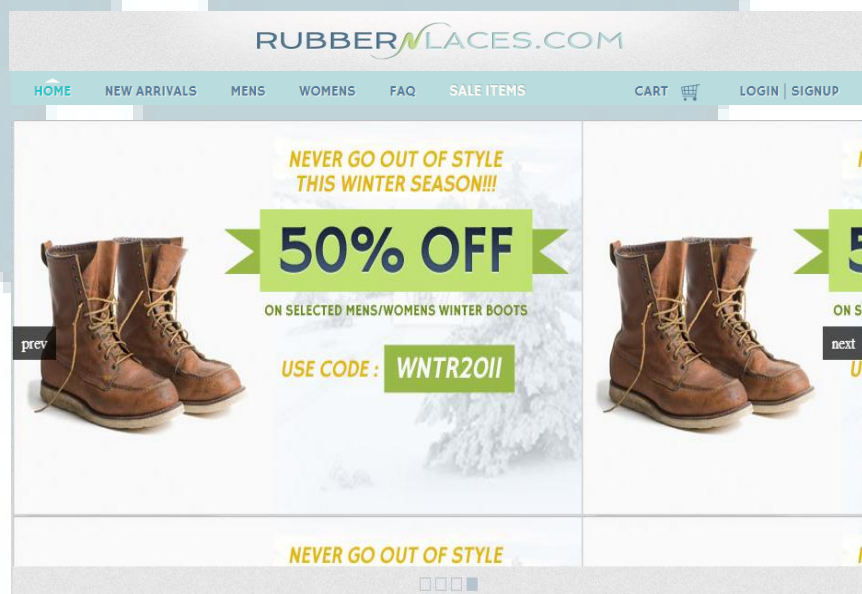 RUBBERNLACES.COM
HOME NEW ARRIVALS MENS WOMENS FAQ SALE ITEMS CART LOGIN | SIGNUP
NEVER GO OUT OF STYLE
THIS WINTER SEASON!!!
50% OFF
5
ON SELECTED MENS/WOMENS WINTER BOOTS
ON S
prev
next
USE CODE : WNTR2011
U
NEVER GO OUT OF STYLE